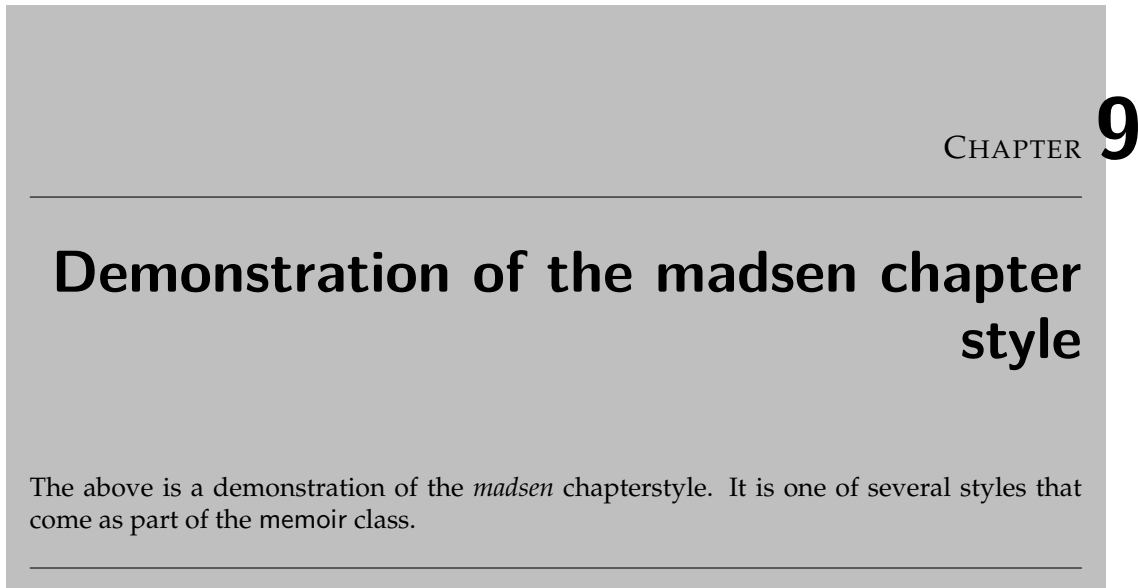 CHAPTER 9
Demonstration of the madsen chapter
style
The above is a demonstration of the madsen chapterstyle. It is one of several styles that
come as part of the memoir class.